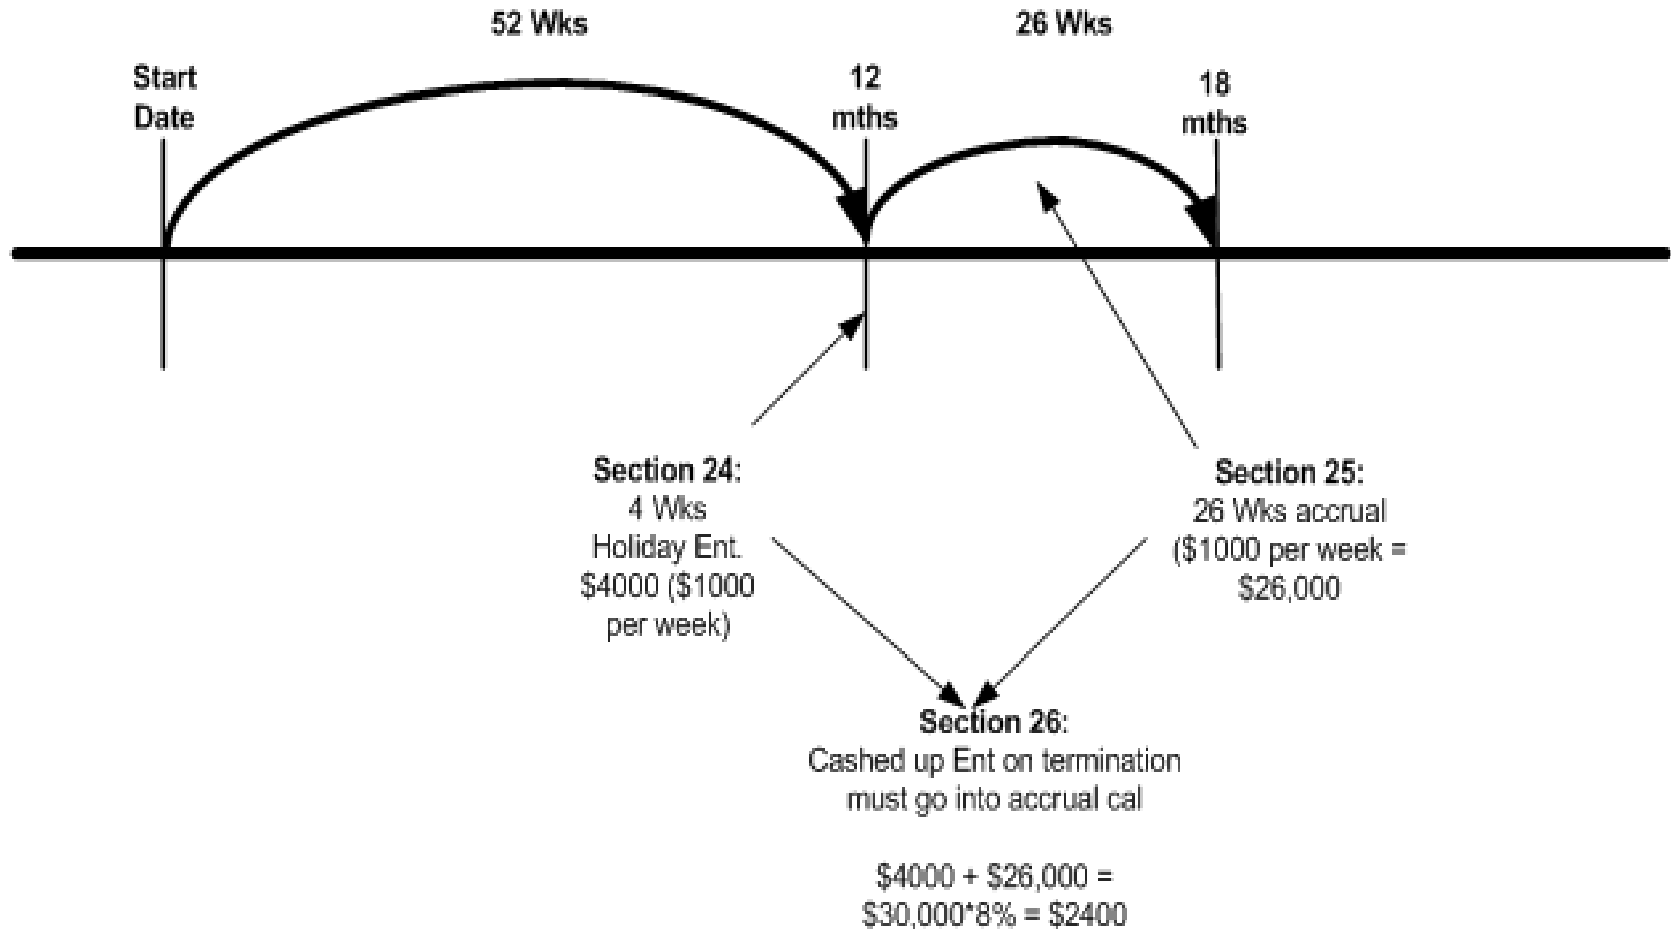 52 Wks
26 Wks
Start
Date
12
mths
18
mths
Section 24:
4 Wks
Holiday Ent.
$4000 ($1000
per week)
Section 25:
26 Wks accrual
($1000 per week =
$26,000
Section 26:
Cashed up Ent on termination
must go into accrual cal
$4000 + $26,000 =
$30,000*8% = $2400